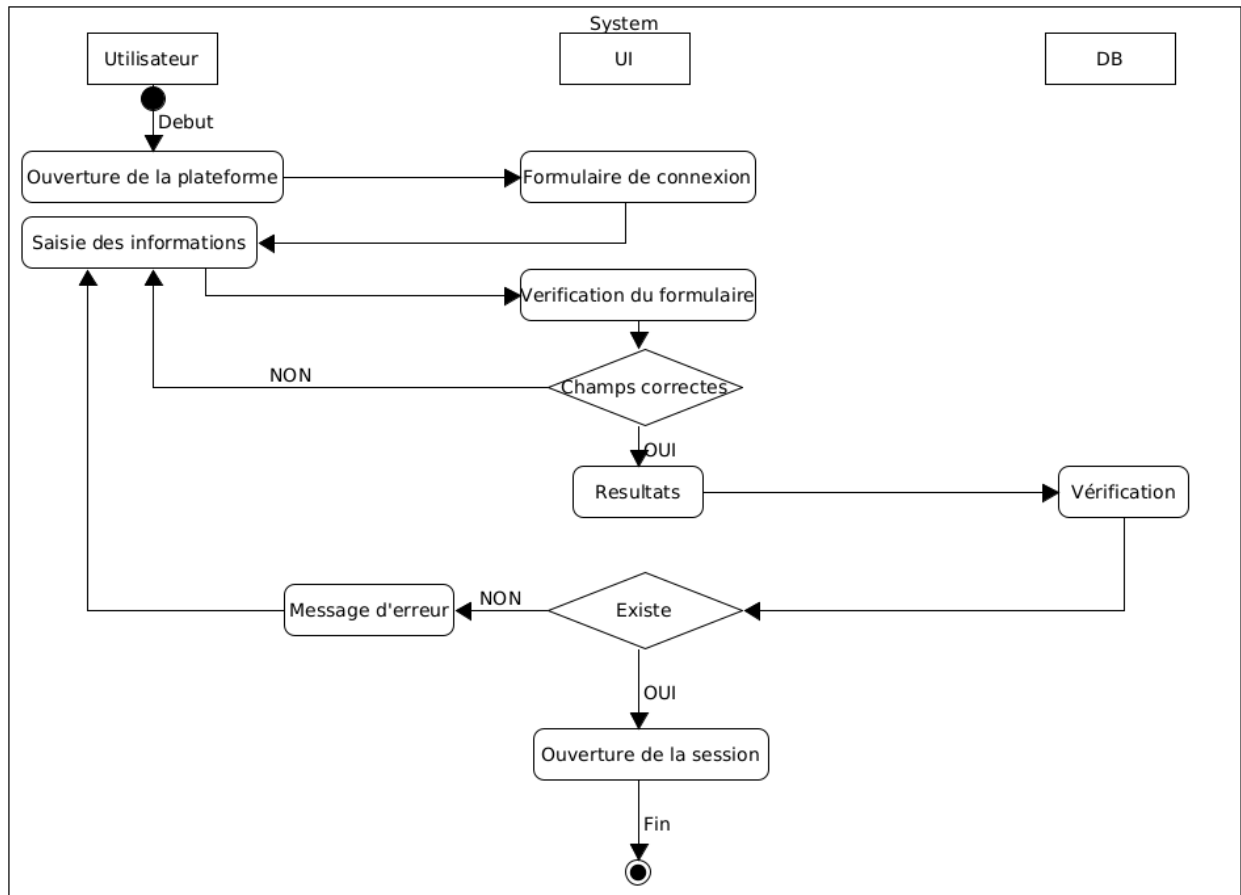 System
Utilisateur
UI
DB
Debut
Ouverture de la plateforme
Formulaire de connexion
Saisie des informations
Verification du formulaire
NON
Champs correctes
OUI
Resultats
Vérification
Message d'erreur
NON
Existe
OUI
Ouverture de la session
Fin